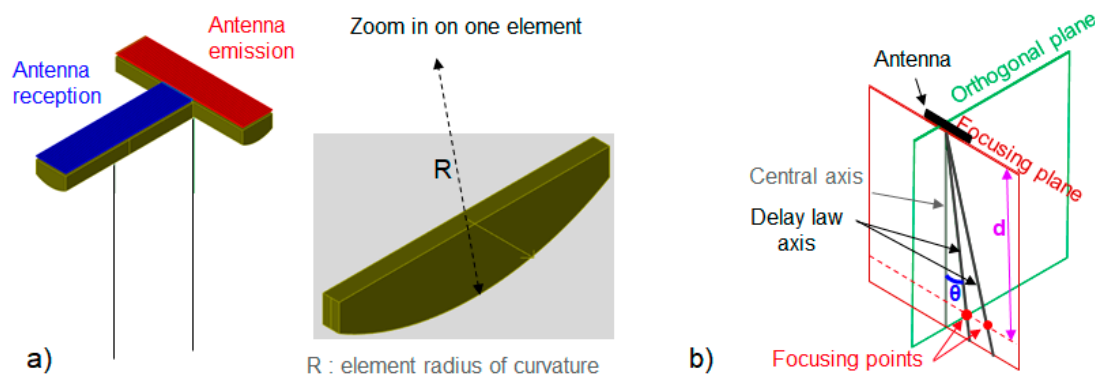 Antenna
emission
Antenna
reception
Zoom in on one element
R
R : element radius of curvature
a)
Antenna
Orthogonal plane
Focusing plane
Central axis
Delay law
axis
d
θ
Focusing points
b)